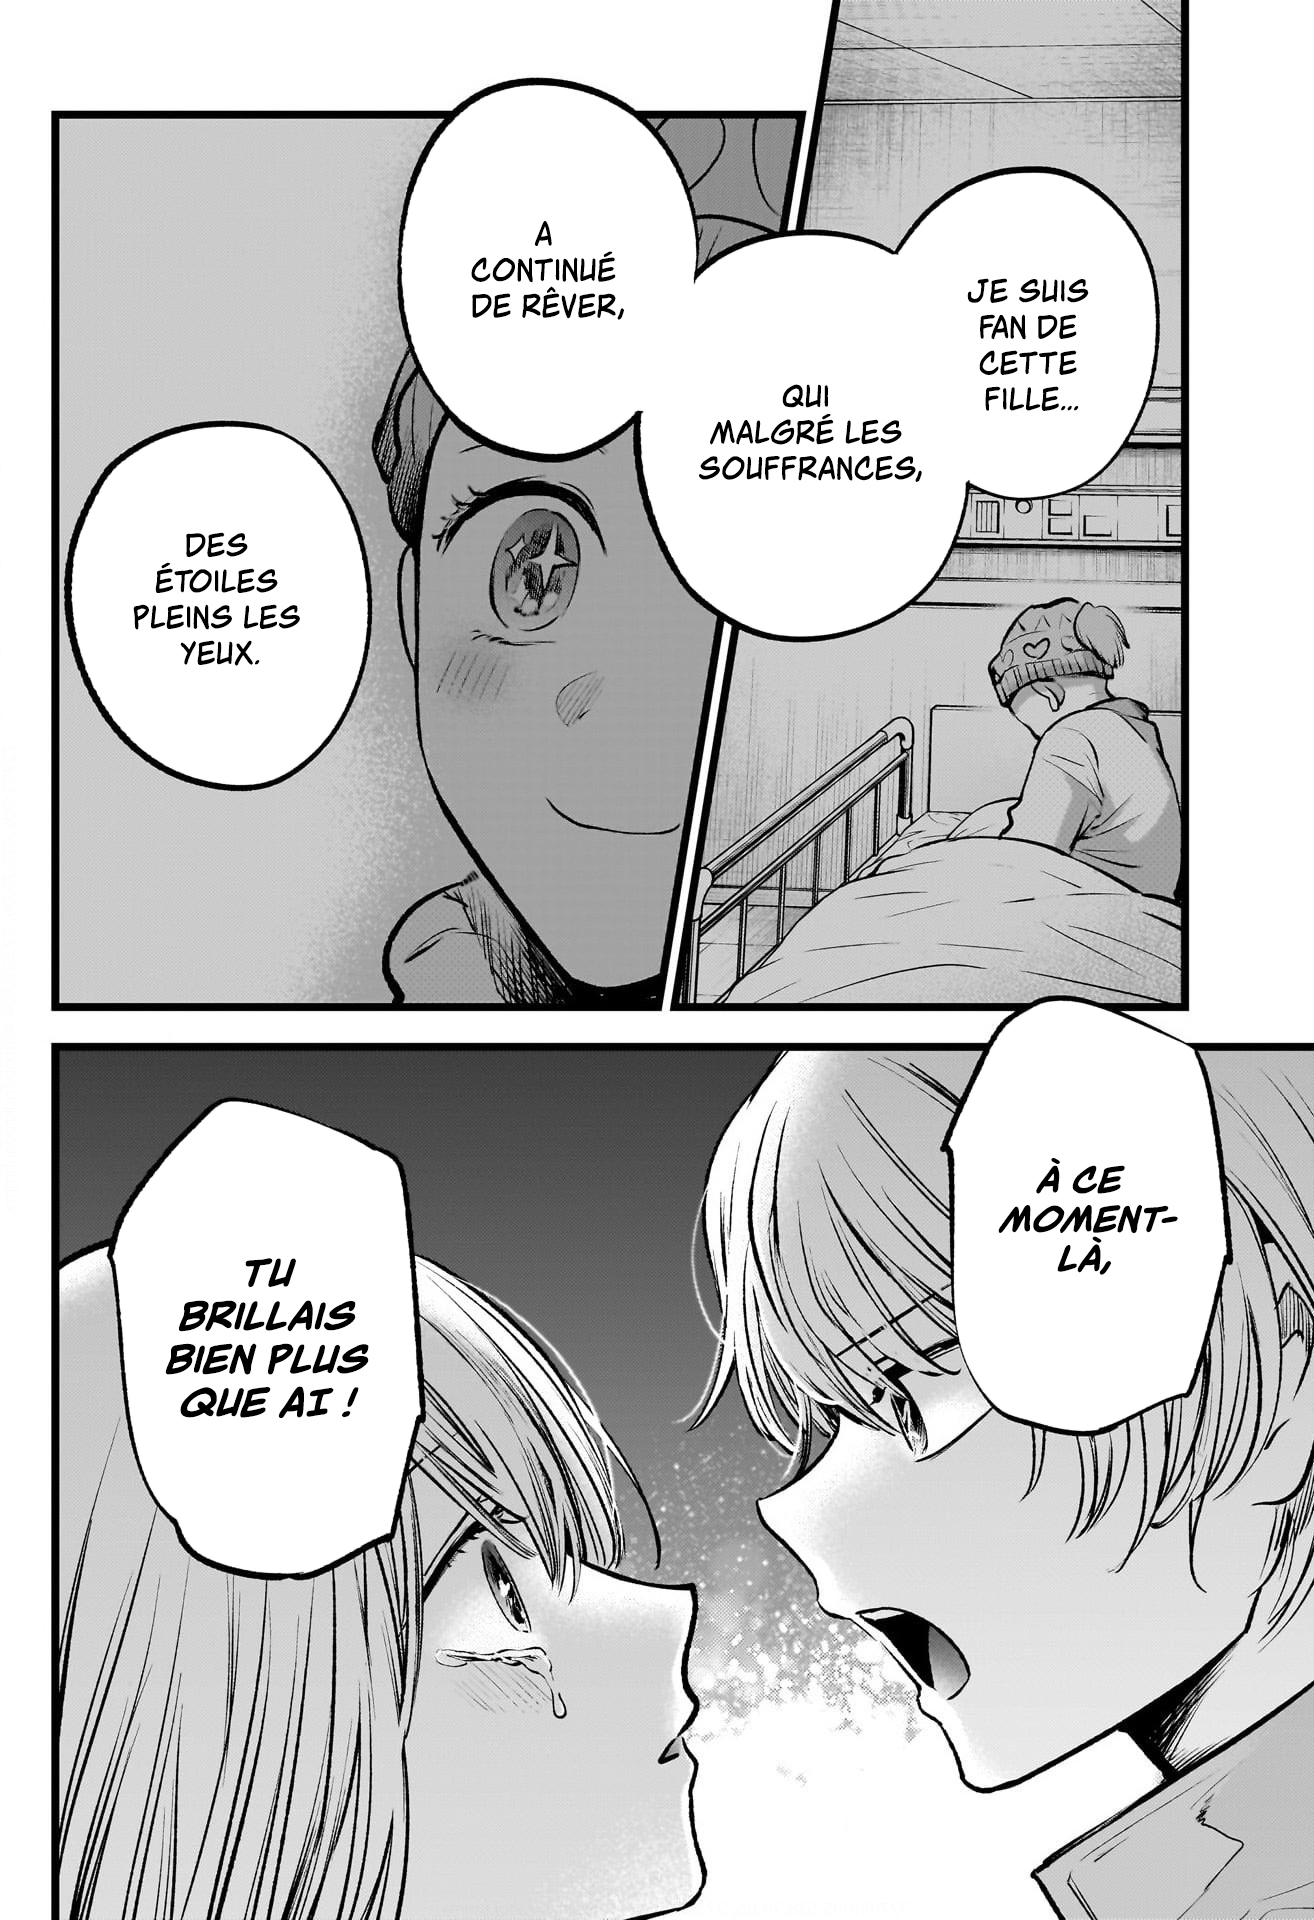 JE SUIS
FAN DE
CETTE
FILLE...
QUI
MALGRÉ LES
SOUFFRANCES,
A
CONTINUÉ
DE RÊVER,
DES
ÉTOILES
PLEINS LES
YEUX.
À CE
MOMENT-
LÀ,
TU
BRILLAIS
BIEN PLUS
QUE AI !